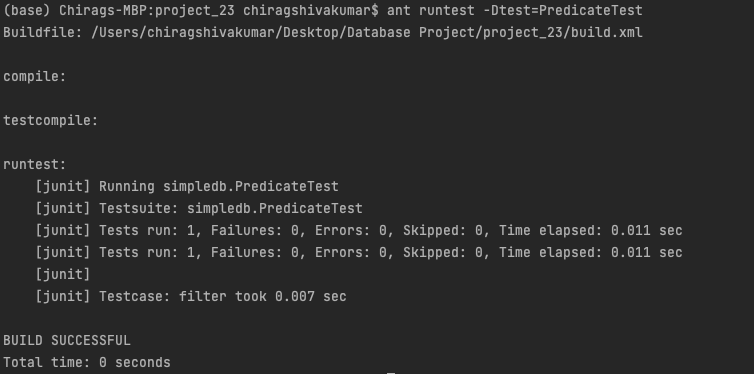 (base) Chirags-MBP:project_23 chiragshivakumar$ ant runtest -Dtest=PredicateTest
Buildfile: /Users/chiragshivakumar/Desktop/Database Project/project_23/build.xml
compile:
testcompile:
runtest:
[junit] Running simpledb.PredicateTest
[junit] Testsuite: simpledb.PredicateTest
[junit] Tests run: 1, Failures: 0, Errors: 0, Skipped: 0, Time elapsed: 0.011 sec
[junit] Tests run: 1, Failures: 0, Errors: 0, Skipped: 0, Time elapsed: 0.011 sec
[junit]
[junit] Testcase: filter took 0.007 sec
BUILD SUCCESSFUL
Total time: 0 seconds